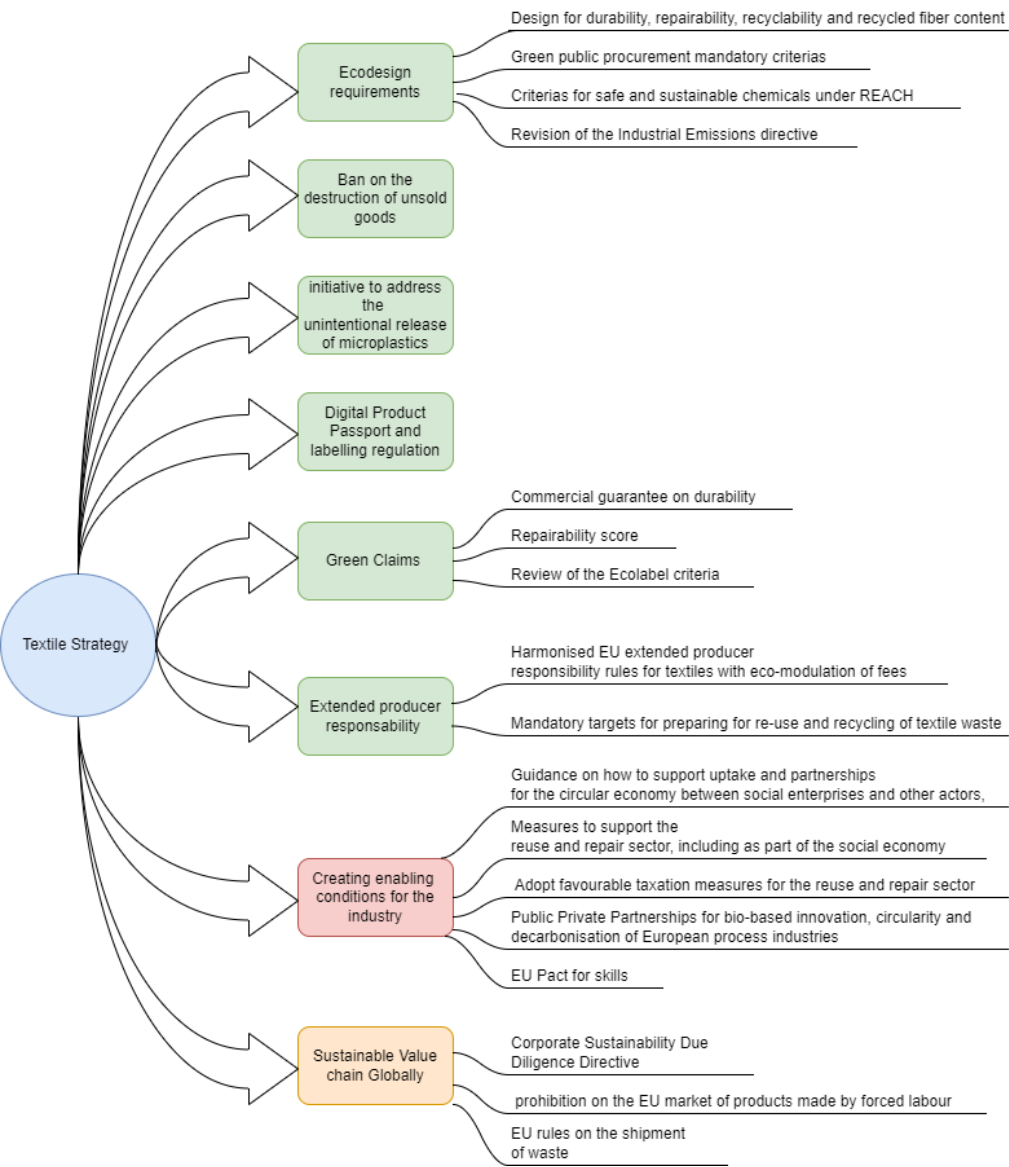 Design for durability, repairability, recyclability and recycled fiber content
Ecodesign
requirements
Green public procurement mandatory criterias
Criterias for safe and sustainable chemicals under REACH
Revision of the Industrial Emissions directive
Ban on the
destruction of unsold
goods
initiative to address
the
unintentional release
of microplastics
Digital Product
Passport and
labelling regulation
Green Claims
Commercial guarantee on durability
Repairability score
Review of the Ecolabel criteria
Textile Strategy
Extended producer
responsability
Harmonised EU extended producer
responsibility rules for textiles with eco-modulation of fees
Mandatory targets for preparing for re-use and recycling of textile waste
Creating enabling
conditions for the
industry
Guidance on how to support uptake and partnerships
for the circular economy between social enterprises and other actors,
Measures to support the
reuse and repair sector, including as part of the social economy
Adopt favourable taxation measures for the reuse and repair sector
Public Private Partnerships for bio-based innovation, circularity and
decarbonisation of European process industries
EU Pact for skills
Sustainable Value
chain Globally
Corporate Sustainability Due
Diligence Directive
prohibition on the EU market of products made by forced labour
EU rules on the shipment
of waste